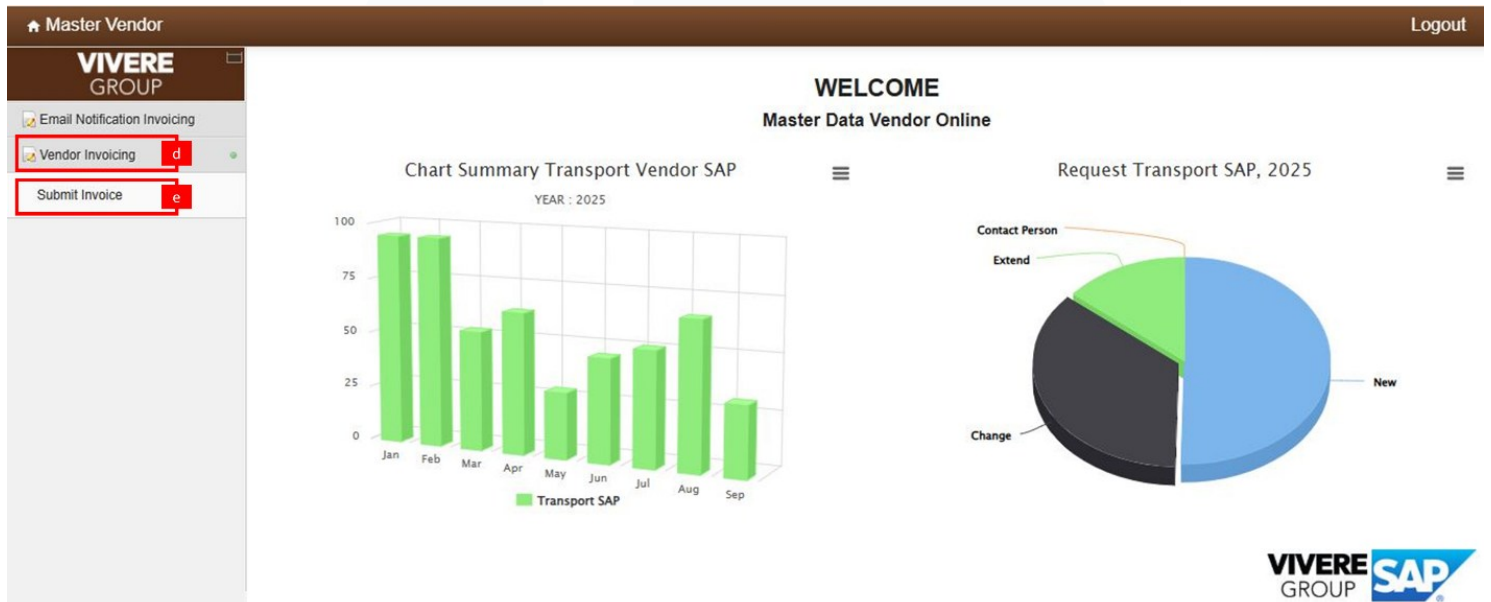 Master Vendor
Logout
VIVERE
GROUP
Email Notification Invoicing
Vendor Invoicing
d
Submit Invoice
e
WELCOME
Master Data Vendor Online
Chart Summary Transport Vendor SAP
YEAR : 2025
100
75
50
25
0
Jan Feb Mar Apr May Jun Jul Aug Sep
Transport SAP
Request Transport SAP, 2025
Contact Person
Extend
New
Change
VIVERE
GROUP
SAP